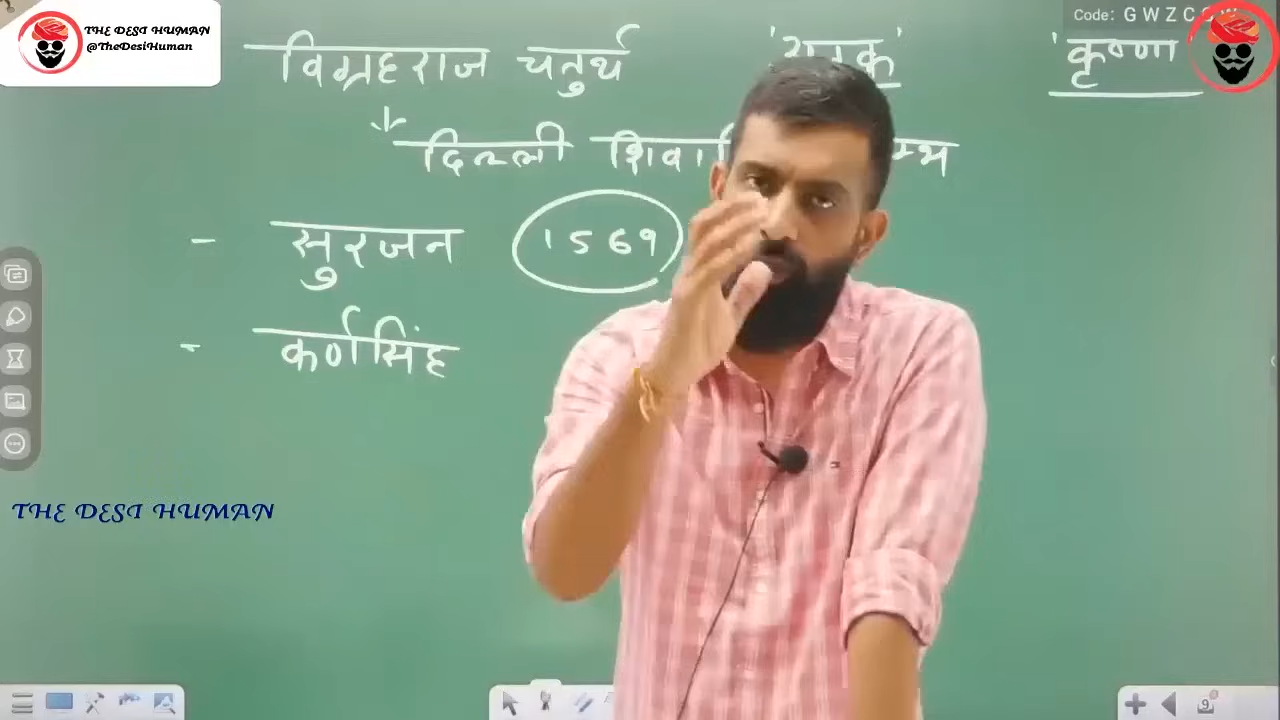 THE DESI HUMAN
@TheDesiHuman
Code: G W Z C
विग्रहराज चतुर्थ 'कृष्णा
दिल्ली
- सुरजन 1569
- कर्णसिंह
THE DESI HUMAN